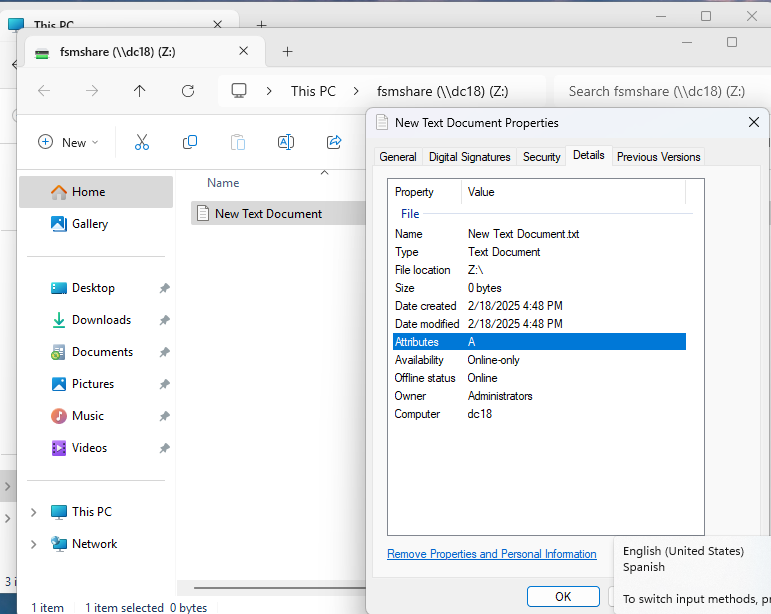 This PC
fsmshare (\\dc18) (Z:)
This PC
fsmshare (\\dc18) (Z:)
Search fsmshare (\\dc18) (Z:)
New
New Text Document Properties
General
Digital Signatures
Security
Details
Previous Versions
Home
Gallery
Desktop
Downloads
Documents
Pictures
Music
Videos
This PC
Network
Name
New Text Document
Property Value
File
Name New Text Document.txt
Type Text Document
File location Z:\
Size 0 bytes
Date created 2/18/2025 4:48 PM
Date modified 2/18/2025 4:48 PM
Attributes A
Availability Online-only
Offline status Online
Owner Administrators
Computer dc18
Remove Properties and Personal Information
OK
English (United States)
Spanish
To switch input methods, pr
3 i
1 item 1 item selected 0 bytes